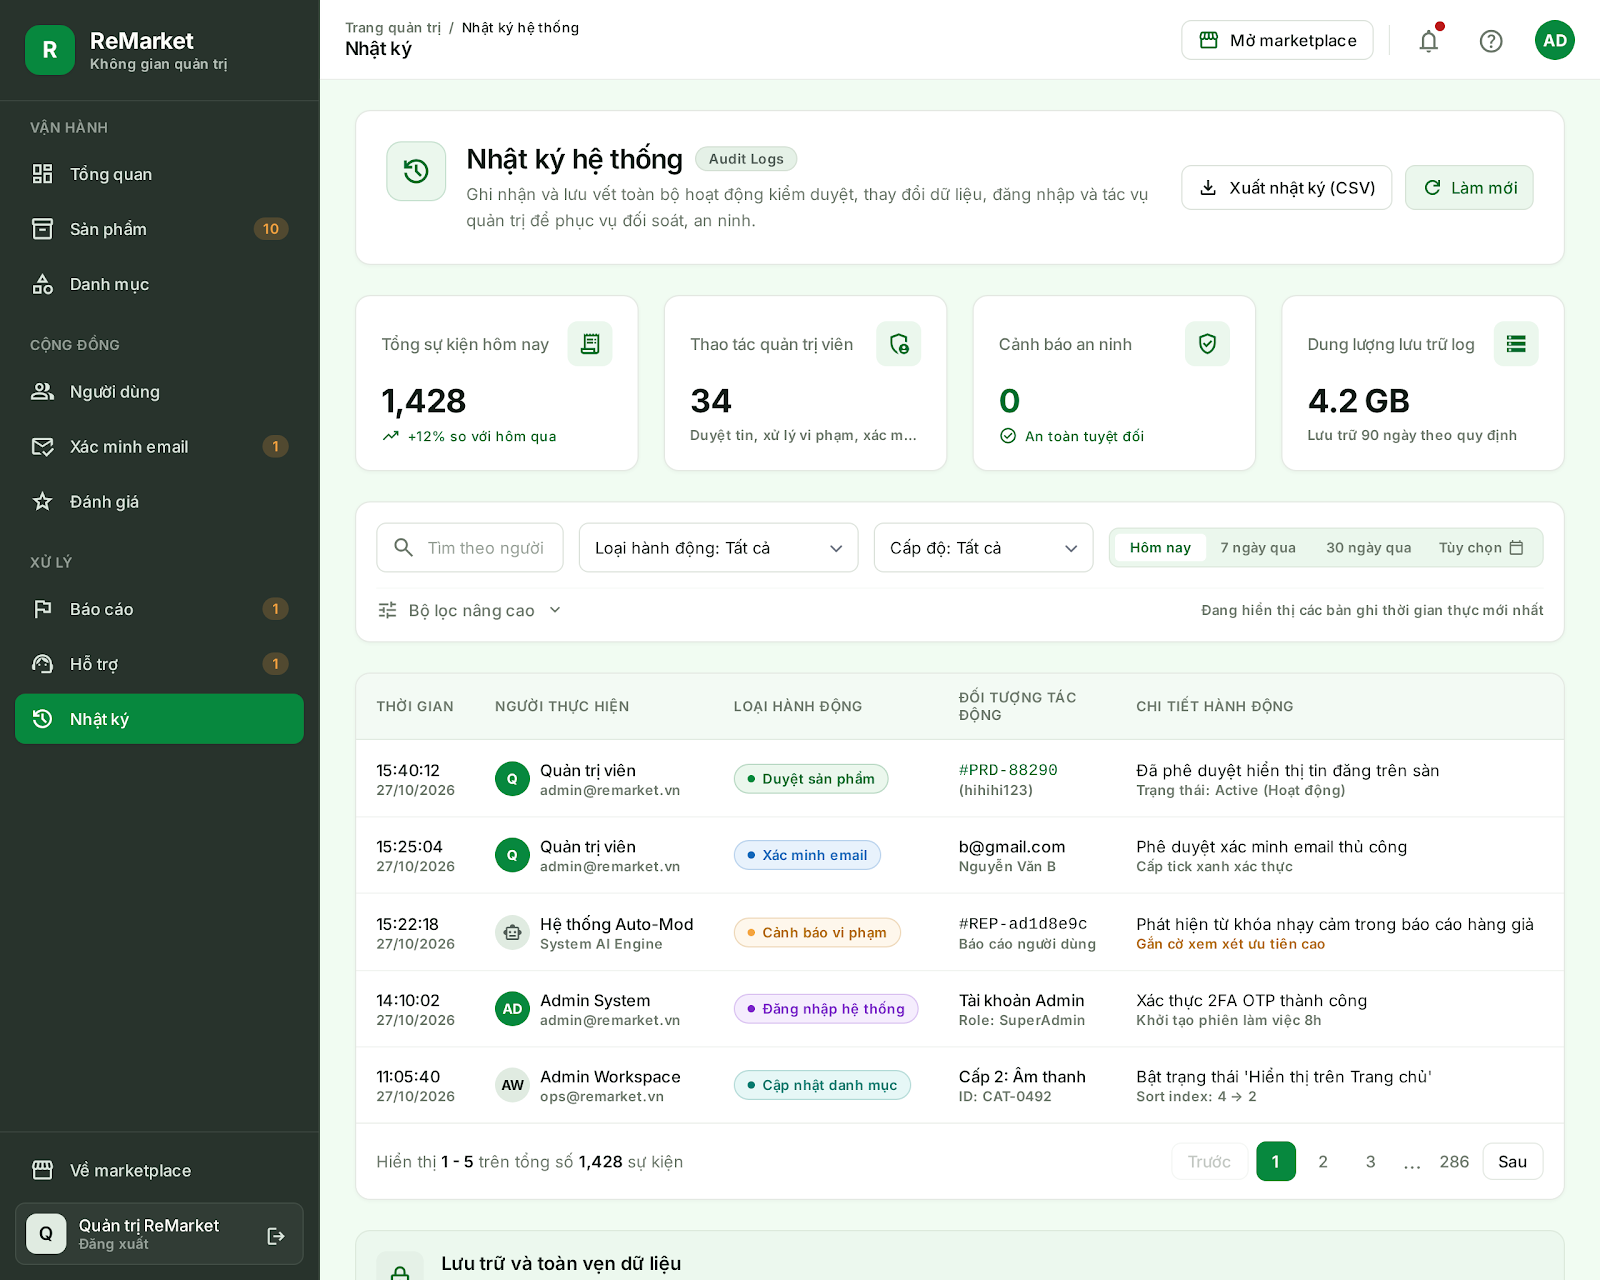 R
ReMarket
Không gian quản trị
VẬN HÀNH
Tổng quan
Sản phẩm
10
Danh mục
CỘNG ĐỒNG
Người dùng
Xác minh email
1
Đánh giá
XỬ LÝ
Báo cáo
1
Hỗ trợ
1
Nhật ký
Về marketplace
Q
Quản trị ReMarket
Đăng xuất
Trang quản trị / Nhật ký hệ thống
Nhật ký
Mở marketplace
AD
Nhật ký hệ thống
Audit Logs
Ghi nhận và lưu vết toàn bộ hoạt động kiểm duyệt, thay đổi dữ liệu, đăng nhập và tác vụ
quản trị để phục vụ đối soát, an ninh.
Xuất nhật ký (CSV)
Làm mới
Tổng sự kiện hôm nay
1,428
+12% so với hôm qua
Thao tác quản trị viên
34
Duyệt tin, xử lý vi phạm, xác m...
Cảnh báo an ninh
0
An toàn tuyệt đối
Dung lượng lưu trữ log
4.2 GB
Lưu trữ 90 ngày theo quy định
Tìm theo người
Loại hành động: Tất cả
Cấp độ: Tất cả
Hôm nay
7 ngày qua
30 ngày qua
Tùy chọn
Bộ lọc nâng cao
Đang hiển thị các bản ghi thời gian thực mới nhất
THỜI GIAN
NGƯỜI THỰC HIỆN
LOẠI HÀNH ĐỘNG
ĐỐI TƯỢNG TÁC
ĐỘNG
CHI TIẾT HÀNH ĐỘNG
15:40:12
27/10/2026
Q
Quản trị viên
admin@remarket.vn
Duyệt sản phẩm
#PRD-88290
(hihihi123)
Đã phê duyệt hiển thị tin đăng trên sàn
Trạng thái: Active (Hoạt động)
15:25:04
27/10/2026
Q
Quản trị viên
admin@remarket.vn
Xác minh email
b@gmail.com
Nguyễn Văn B
Phê duyệt xác minh email thủ công
Cấp tick xanh xác thực
15:22:18
27/10/2026
Hệ thống Auto-Mod
System AI Engine
Cảnh báo vi phạm
#REP-ad1d8e9c
Báo cáo người dùng
Phát hiện từ khóa nhạy cảm trong báo cáo hàng giả
Gắn cờ xem xét ưu tiên cao
14:10:02
27/10/2026
AD
Admin System
admin@remarket.vn
Đăng nhập hệ thống
Tài khoản Admin
Role: SuperAdmin
Xác thực 2FA OTP thành công
Khởi tạo phiên làm việc 8h
11:05:40
27/10/2026
AW
Admin Workspace
ops@remarket.vn
Cập nhật danh mục
Cấp 2: Âm thanh
ID: CAT-0492
Bật trạng thái 'Hiển thị trên Trang chủ'
Sort index: 4 → 2
Hiển thị 1 - 5 trên tổng số 1,428 sự kiện
Trước
1
2
3
...
286
Sau
Lưu trữ và toàn vẹn dữ liệu